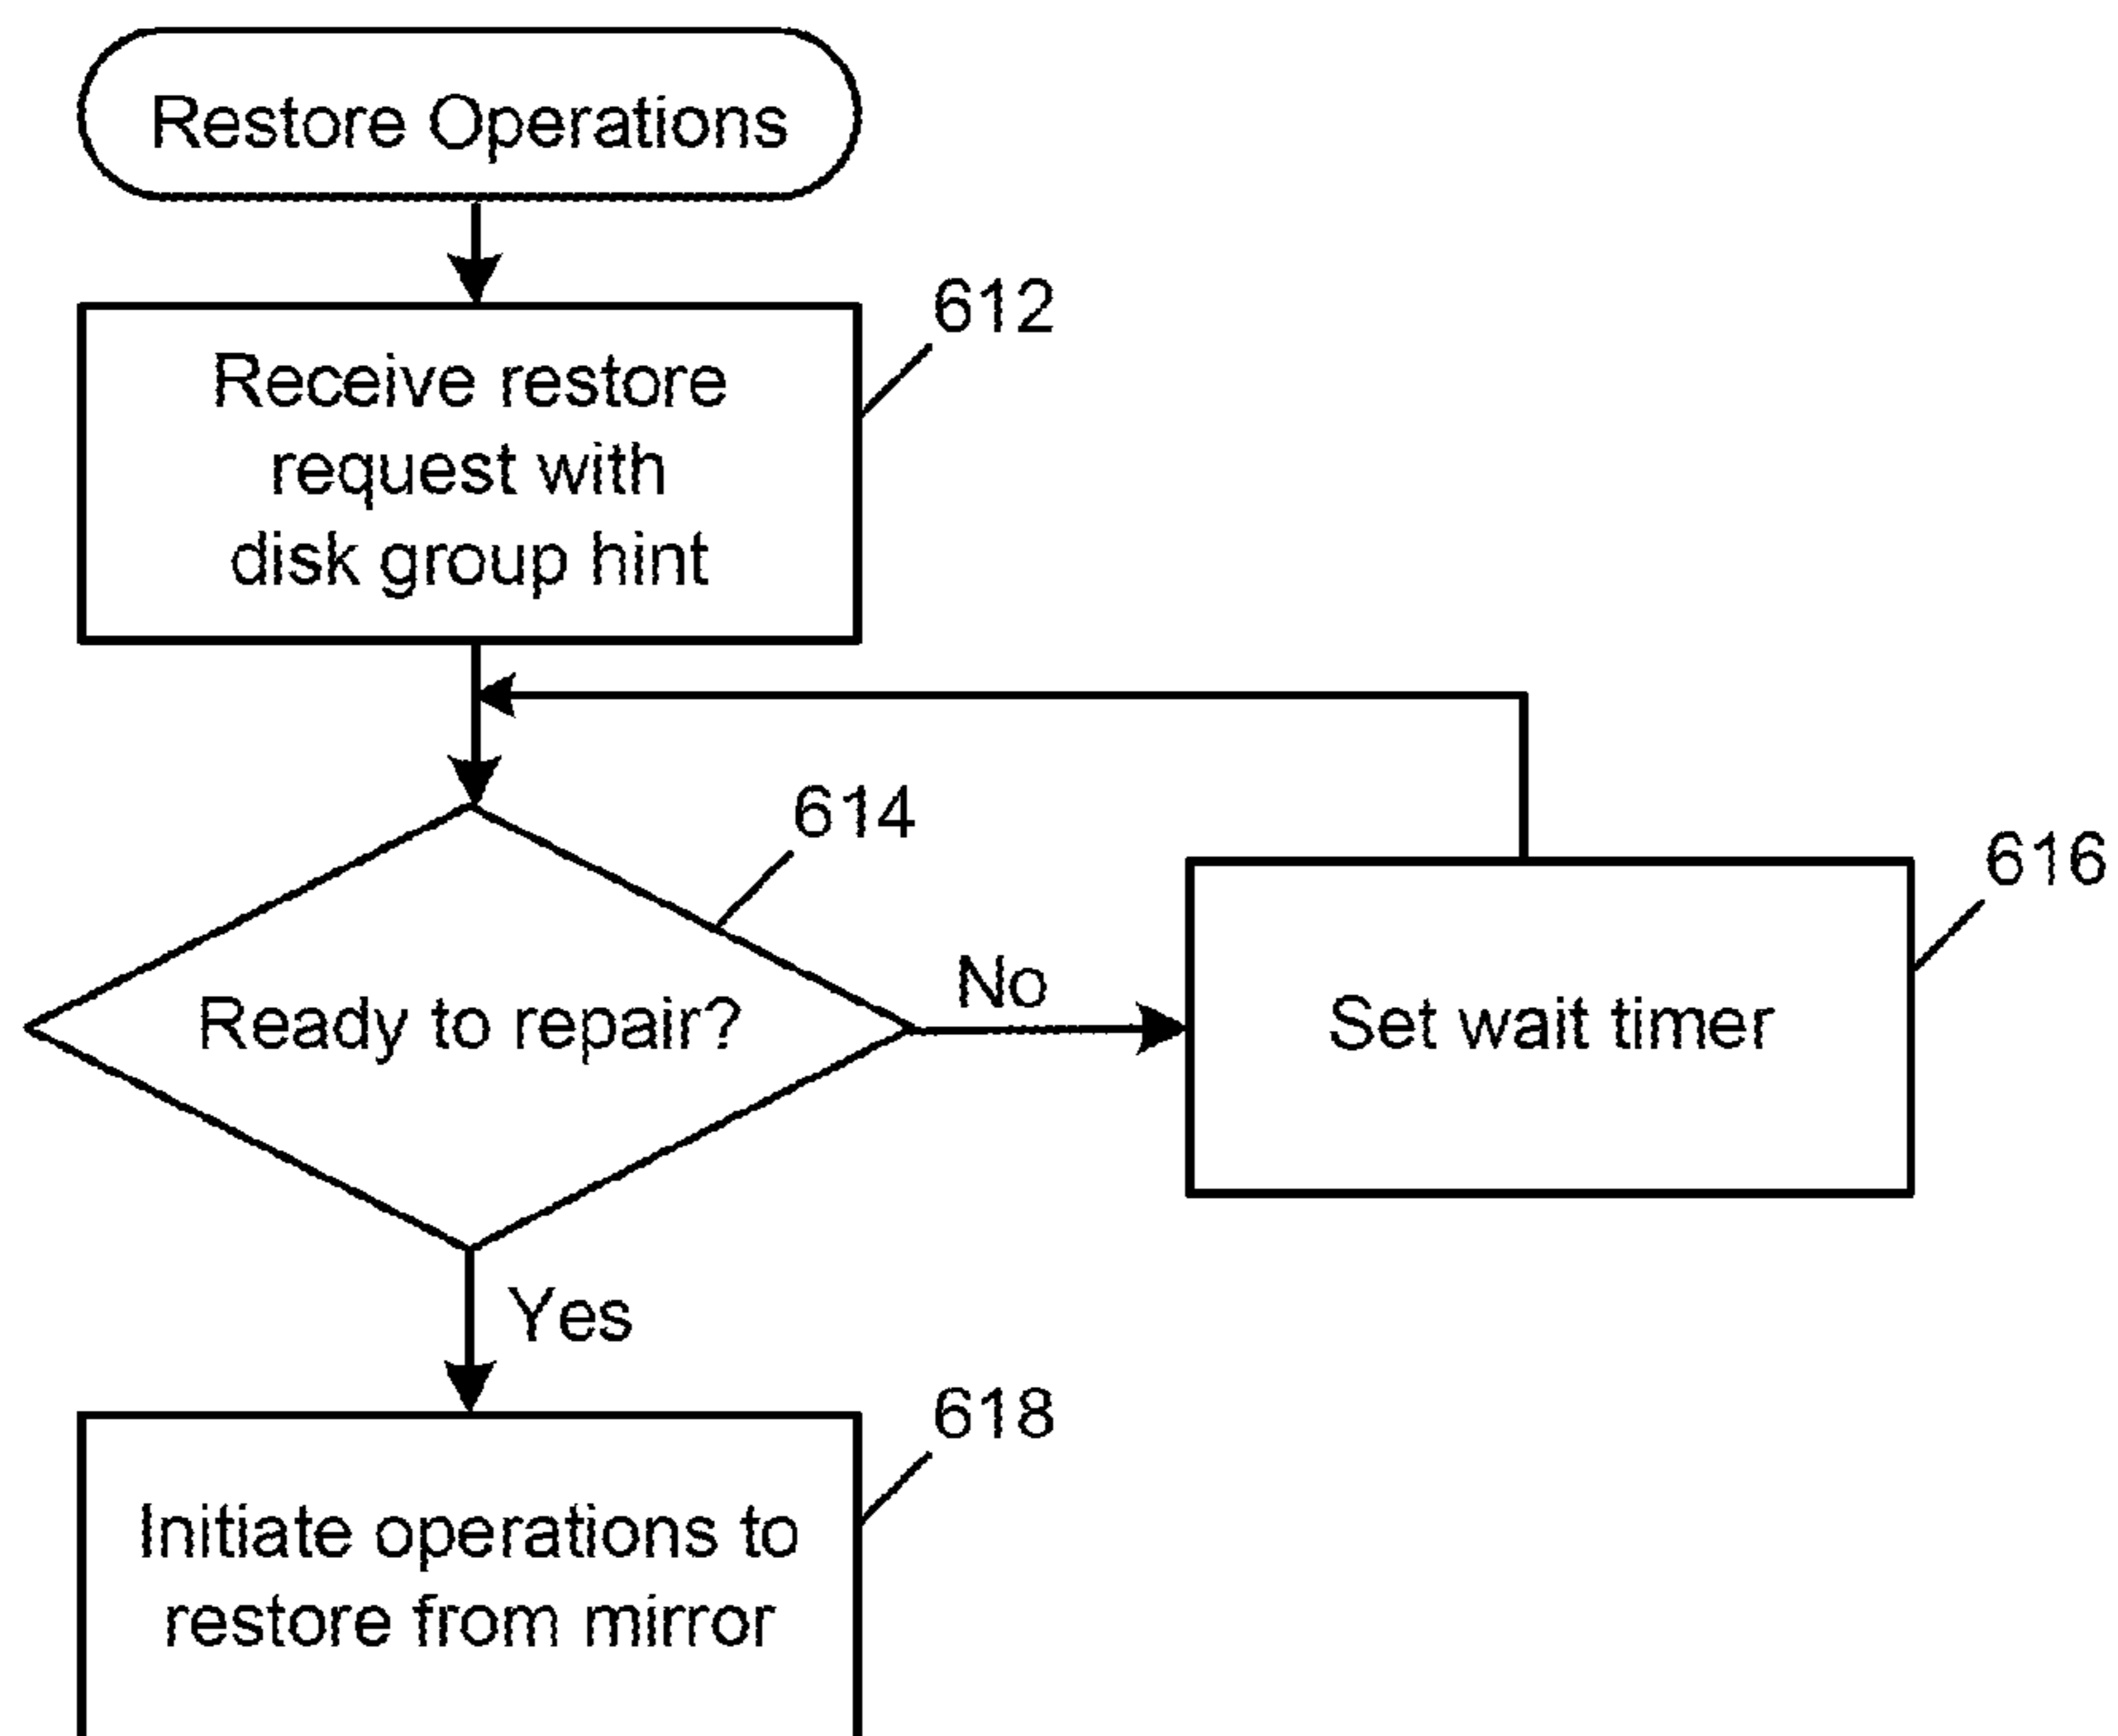 Restore Operations
612
Receive restore
request with
disk group hint
614
616
Ready to repair?
No
Set wait timer
Yes
618
Initiate operations to
restore from mirror